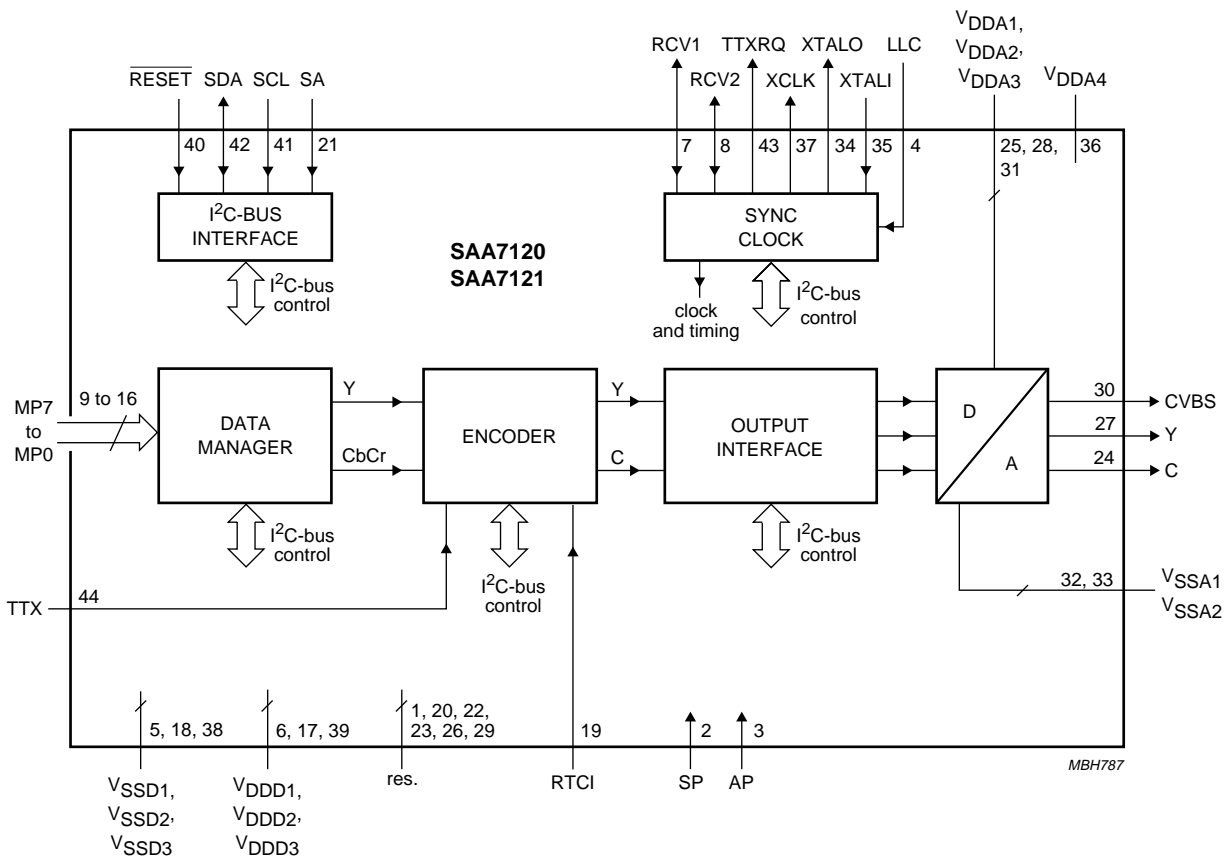 VDDA1,
RCV1 TTXRQ XTALO LLC
VDDA2,
RESET SDA SCL SA
RCV2 XCLK XTALI
VDDA3 VDDA4
40 42 41 21
7 8 43 37 34 35 4
25, 28, 36
31
I2C-BUS
INTERFACE
SYNC
CLOCK
SAA7120
SAA7121
I2C-bus
control
clock
and timing
I2C-bus
control
9 to 16
MP7
to
MP0
DATA
MANAGER
Y
CbCr
ENCODER
Y
C
OUTPUT
INTERFACE
D
A
30 CVBS
27 Y
24 C
I2C-bus
control
I2C-bus
control
I2C-bus
control
TTX 44
32, 33
VSSA1
VSSA2
5, 18, 38
6, 17, 39
1, 20, 22,
23, 26, 29
19
2
3
MBH787
VSSD1,
VSSD2,
VSSD3
VDDD1,
VDDD2,
VDDD3
res.
RTCI
SP
AP